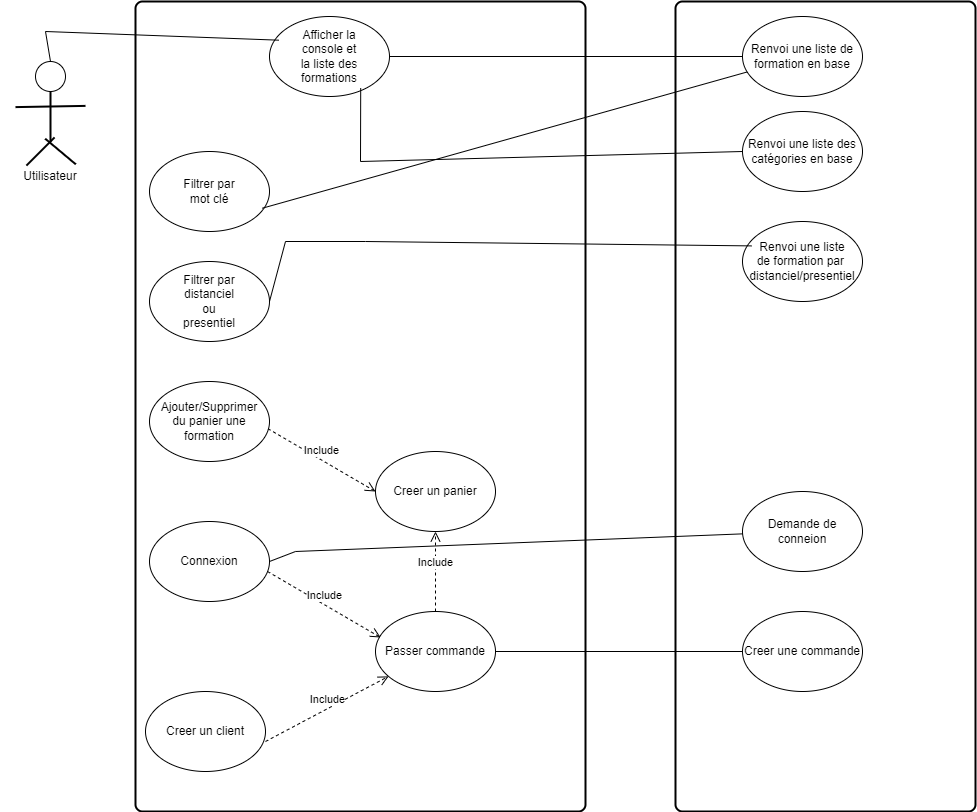 Afficher la
console et
la liste des
formations
Renvoi une liste de
formation en base
Renvoi une liste des
catégories en base
Utilisateur
Filtrer par
mot clé
Renvoi une liste
de formation par
distanciel/presentiel
Filtrer par
distanciel
ou
presentiel
Ajouter/Supprimer
du panier une
formation
Include
Creer un panier
Demande de
conneion
Connexion
Include
Include
Passer commande
Creer une commande
Include
Creer un client